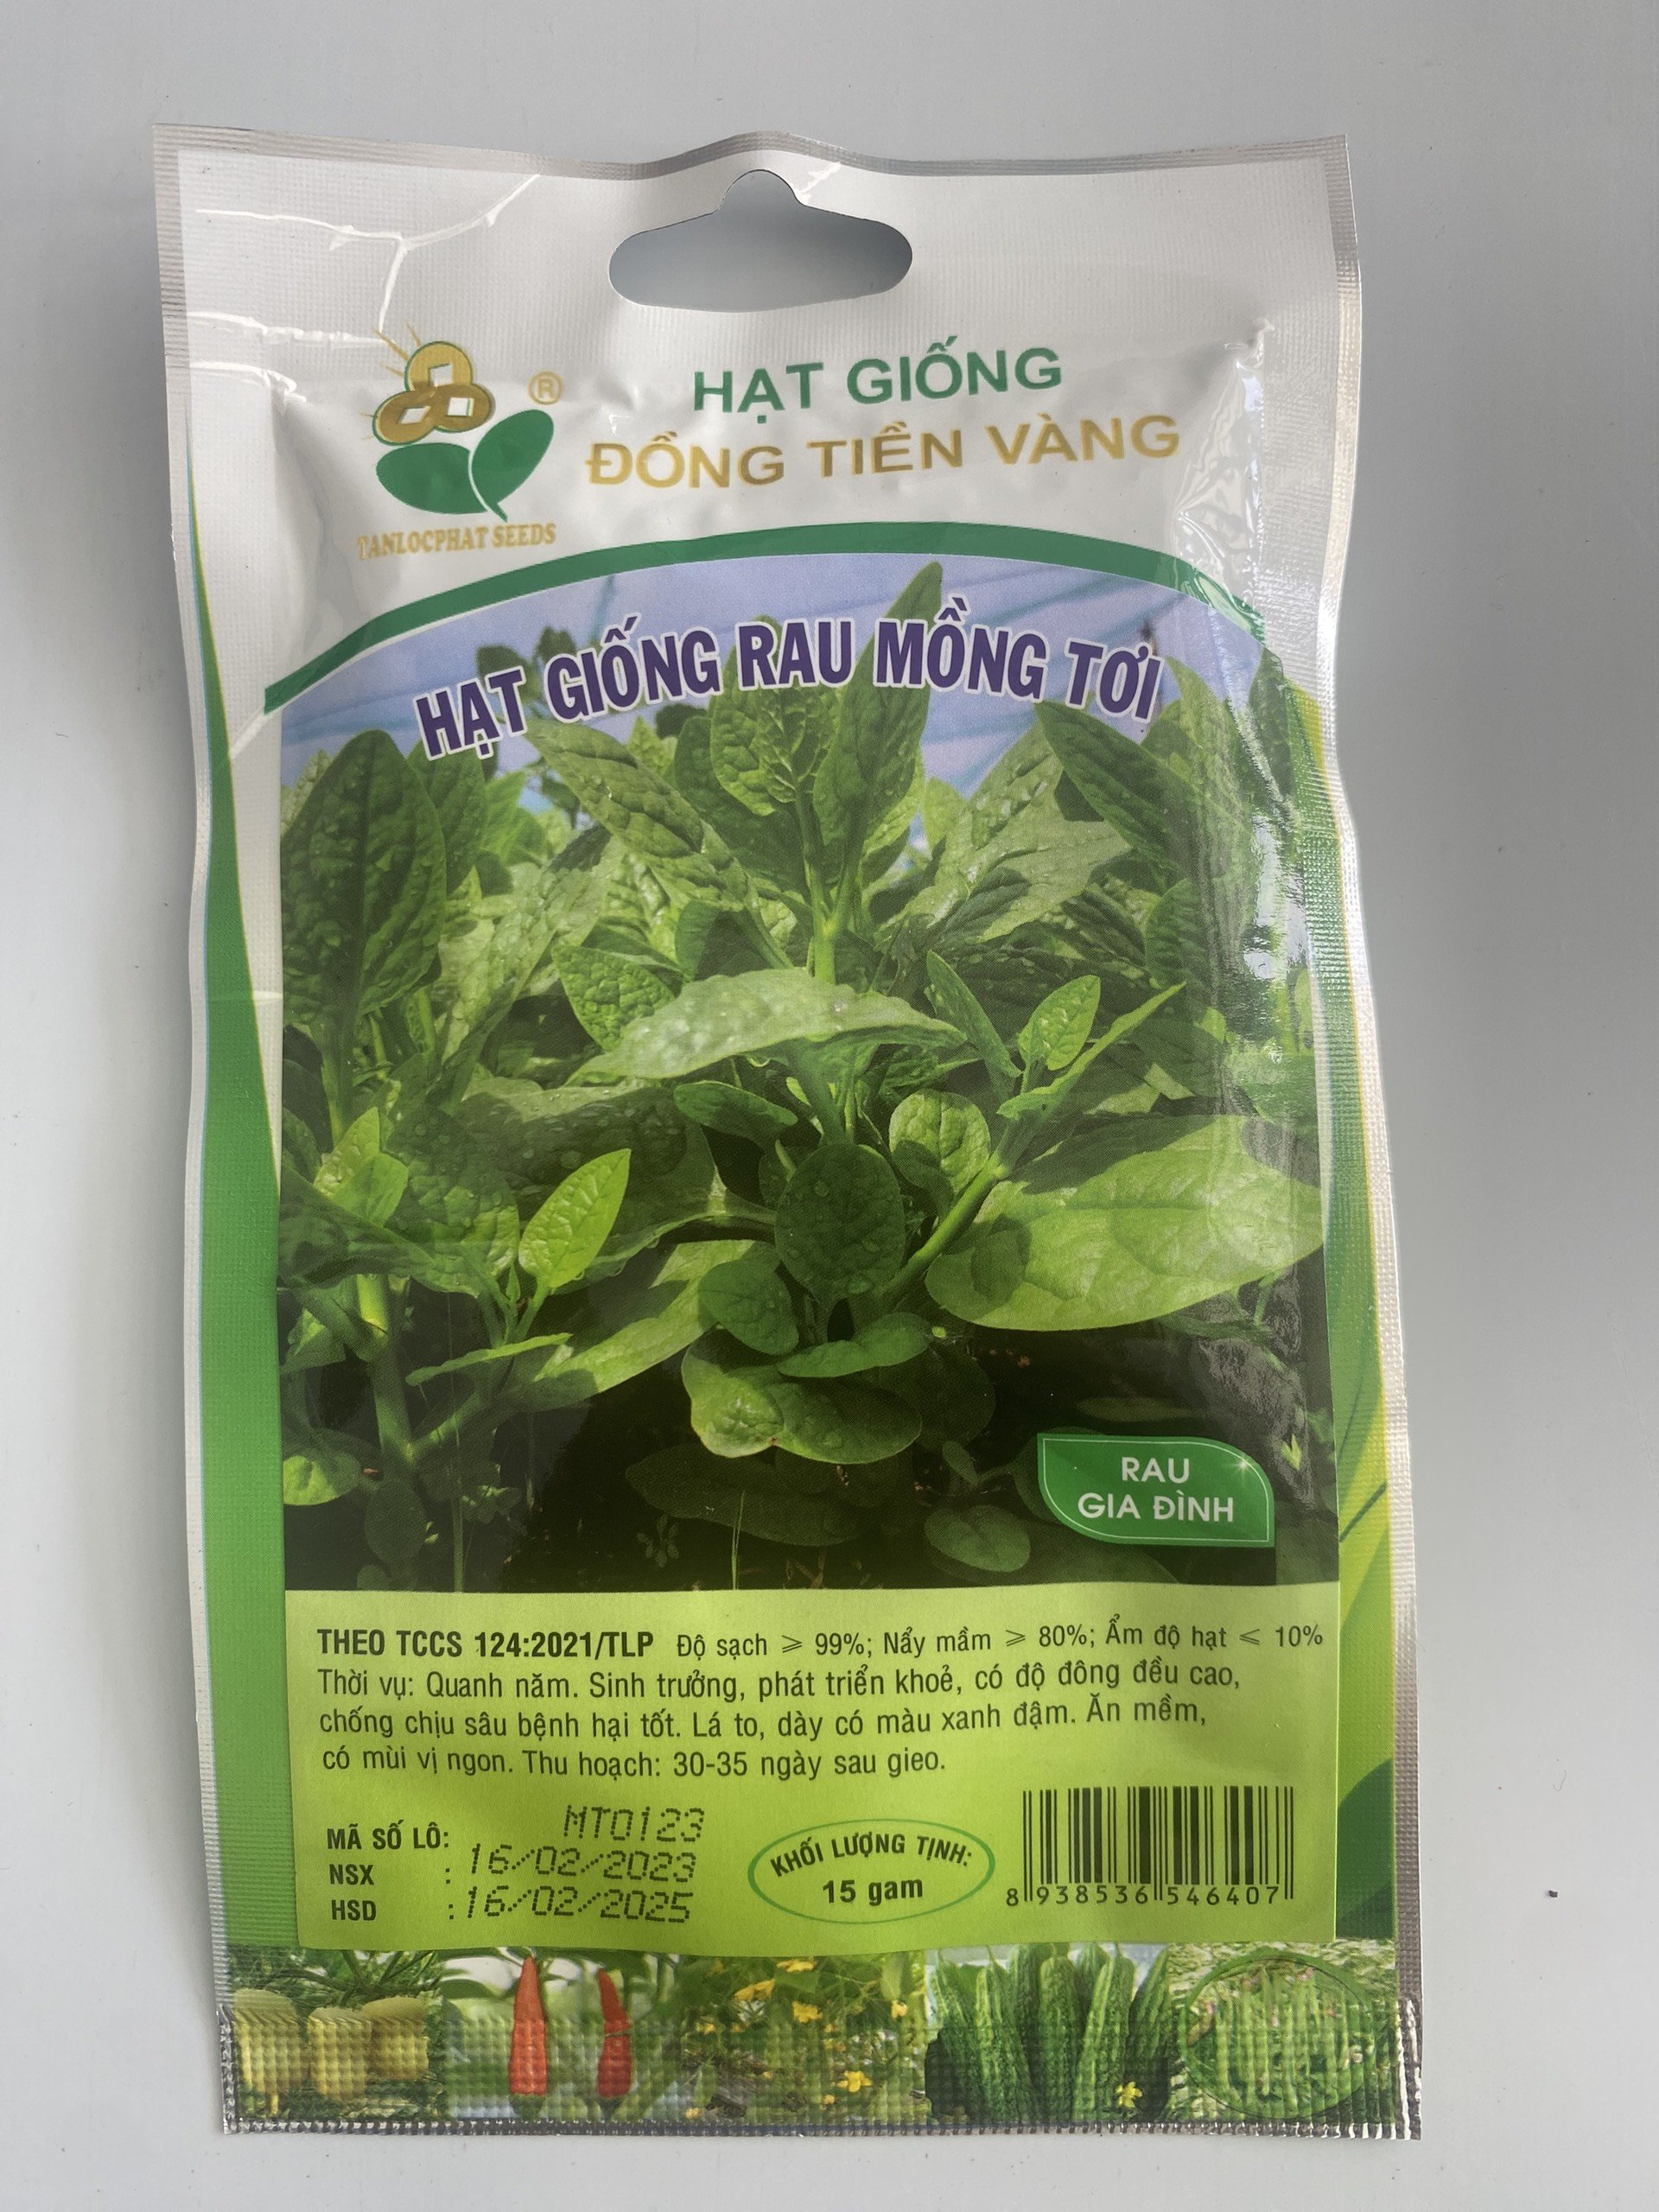 HẠT GIỐNG
ĐỒNG TIỀN VÀNG
®
TANLOCPHAT SEEDS
HẠT GIỐNG RAU MỒNG TƠI
RAU
GIA ĐÌNH
THEO TCCS 124:2021/TLP Độ sạch ⩾ 99%; Nẩy mầm ⩾ 80%; Ẩm độ hạt ⩽ 10%
Thời vụ: Quanh năm. Sinh trưởng, phát triển khoẻ, có độ đông đều cao,
chống chịu sâu bệnh hại tốt. Lá to, dày có màu xanh đậm. Ăn mềm,
có mùi vị ngon. Thu hoạch: 30-35 ngày sau gieo.
MÃ SỐ LÔ: MT0123
NSX : 16/02/2023
HSD : 16/02/2025
KHỐI LƯỢNG TỊNH:
15 gam
8 938536 546407